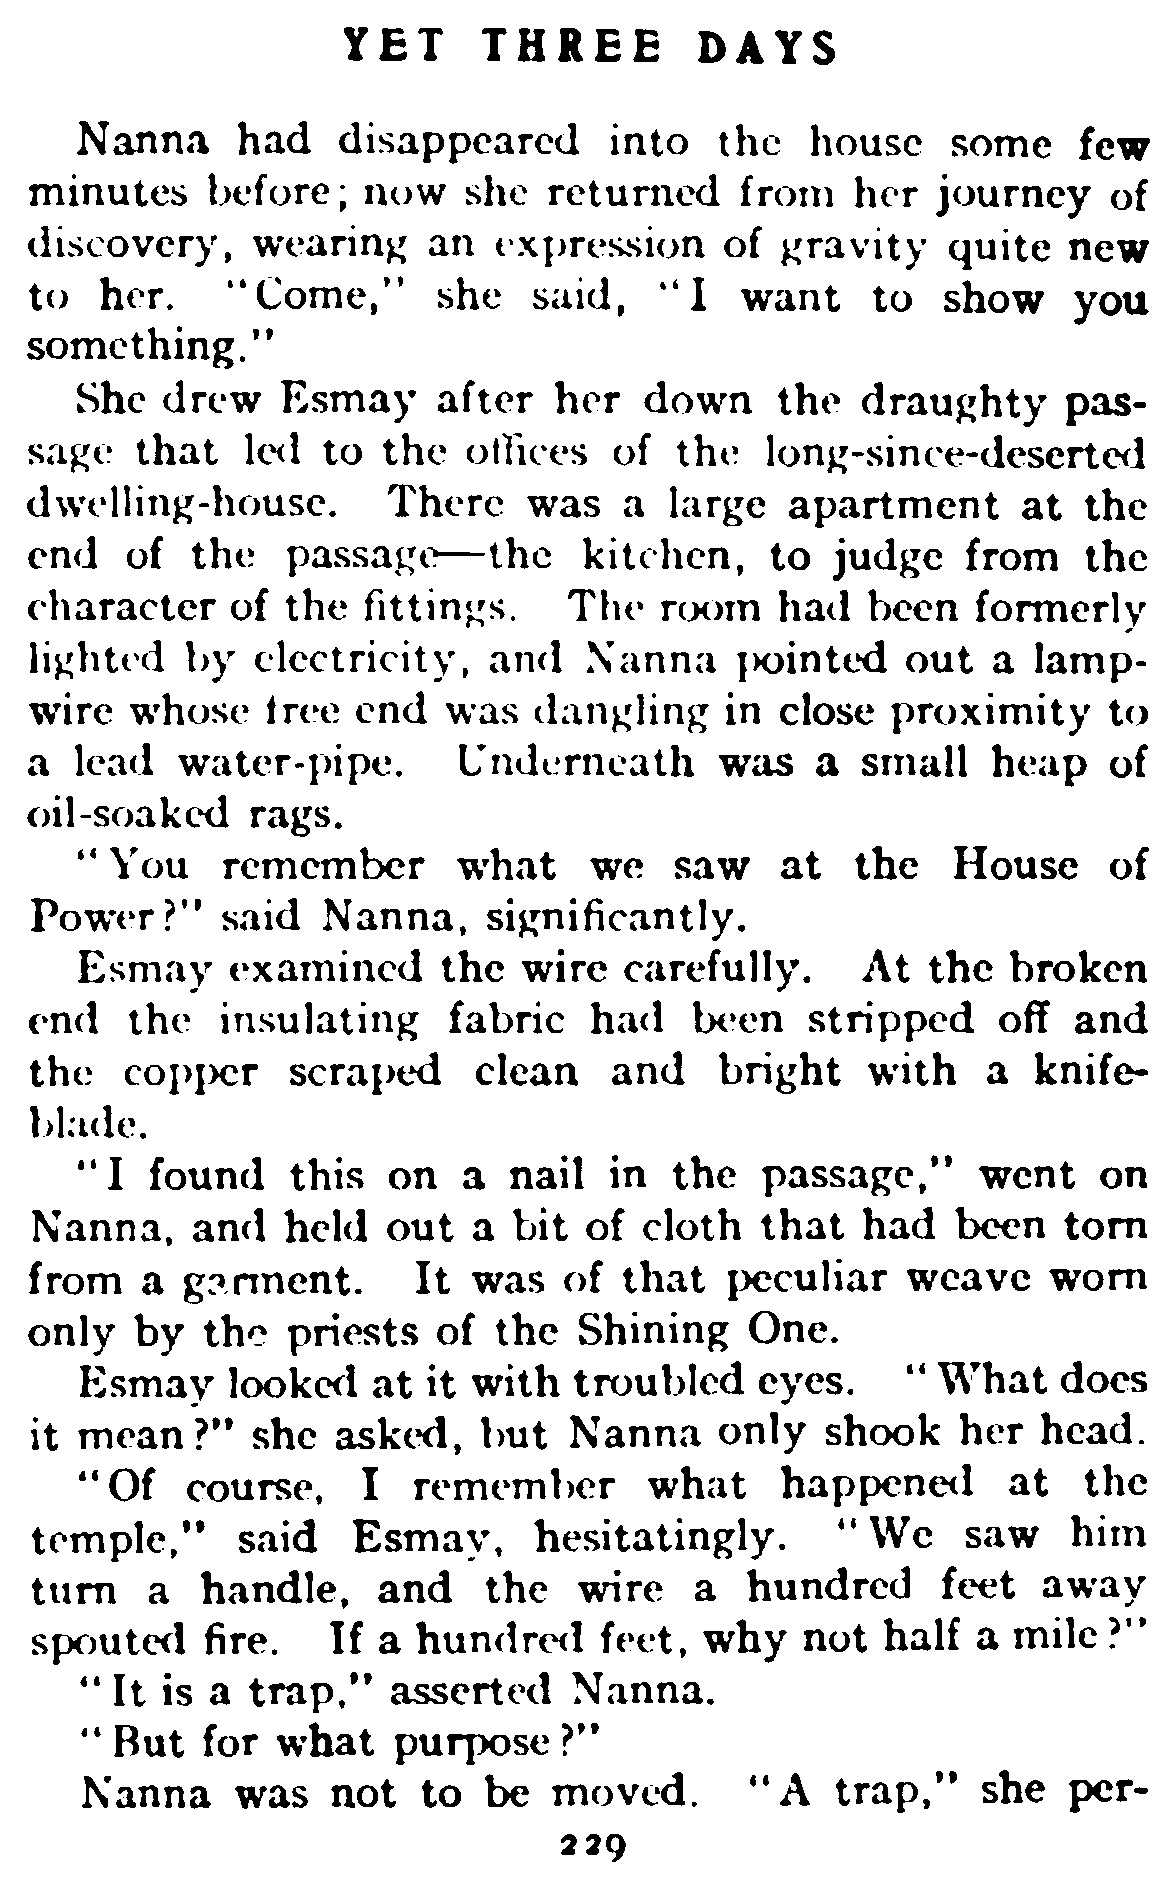 YET THREE DAYS
Nanna had disappeared into the house some few
minutes before; now she returned from her journey of
discovery, wearing an expression of gravity quite new
to her. "Come," she said, "I want to show you
something."
She drew Esmay after her down the draughty pas-
sage that led to the offices of the long-since-deserted
dwelling-house. There was a large apartment at the
end of the passage—the kitchen, to judge from the
character of the fittings. The room had been formerly
lighted by electricity, and Nanna pointed out a lamp-
wire whose free end was dangling in close proximity to
a lead water-pipe. Underneath was a small heap of
oil-soaked rags.
"You remember what we saw at the House of
Power?" said Nanna, significantly.
Esmay examined the wire carefully. At the broken
end the insulating fabric had been stripped off and
the copper scraped clean and bright with a knife-
blade.
"I found this on a nail in the passage," went on
Nanna, and held out a bit of cloth that had been torn
from a garment. It was of that peculiar weave worn
only by the priests of the Shining One.
Esmay looked at it with troubled eyes. "What does
it mean?" she asked, but Nanna only shook her head.
"Of course, I remember what happened at the
temple," said Esmay, hesitatingly. "We saw him
turn a handle, and the wire a hundred feet away
spouted fire. If a hundred feet, why not half a mile?"
"It is a trap," asserted Nanna.
"But for what purpose?"
Nanna was not to be moved. "A trap," she per-
229